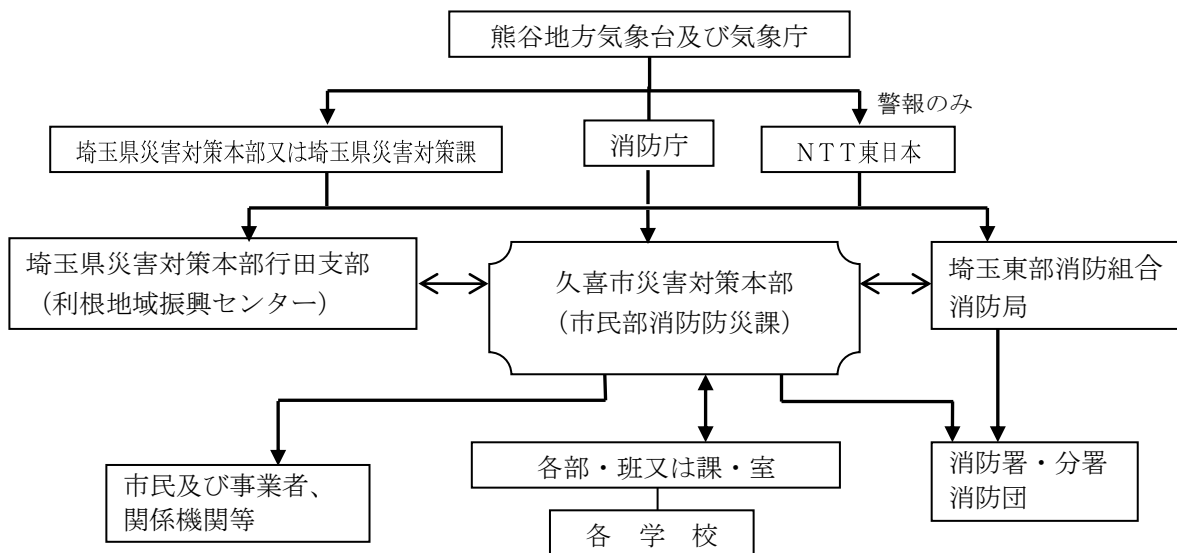 熊谷地方気象台及び気象庁
警報のみ
埼玉県災害対策本部又は埼玉県災害対策課
消防庁
ＮＴＴ東日本
埼玉県災害対策本部行田支部
（利根地域振興センター）
久喜市災害対策本部
（市民部消防防災課）
埼玉東部消防組合
消防局
市民及び事業者、
関係機関等
各部・班又は課・室
各　学　校
消防署・分署
消防団